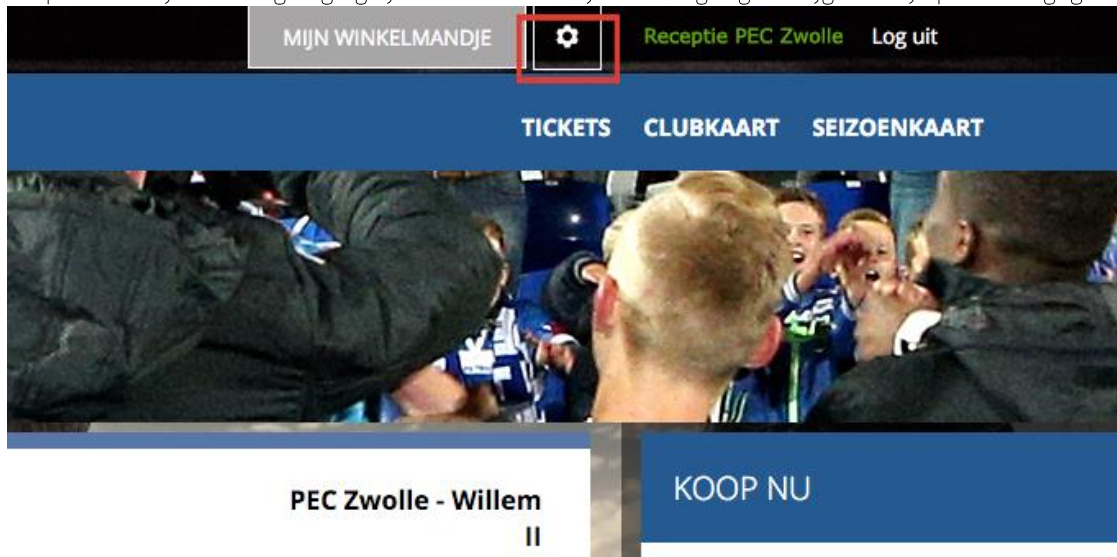 MIJN WINKELMANDJE
Receptie PEC Zwolle Log uit
TICKETS CLUBKAART SEIZOENKAART
PEC Zwolle - Willem
II
KOOP NU